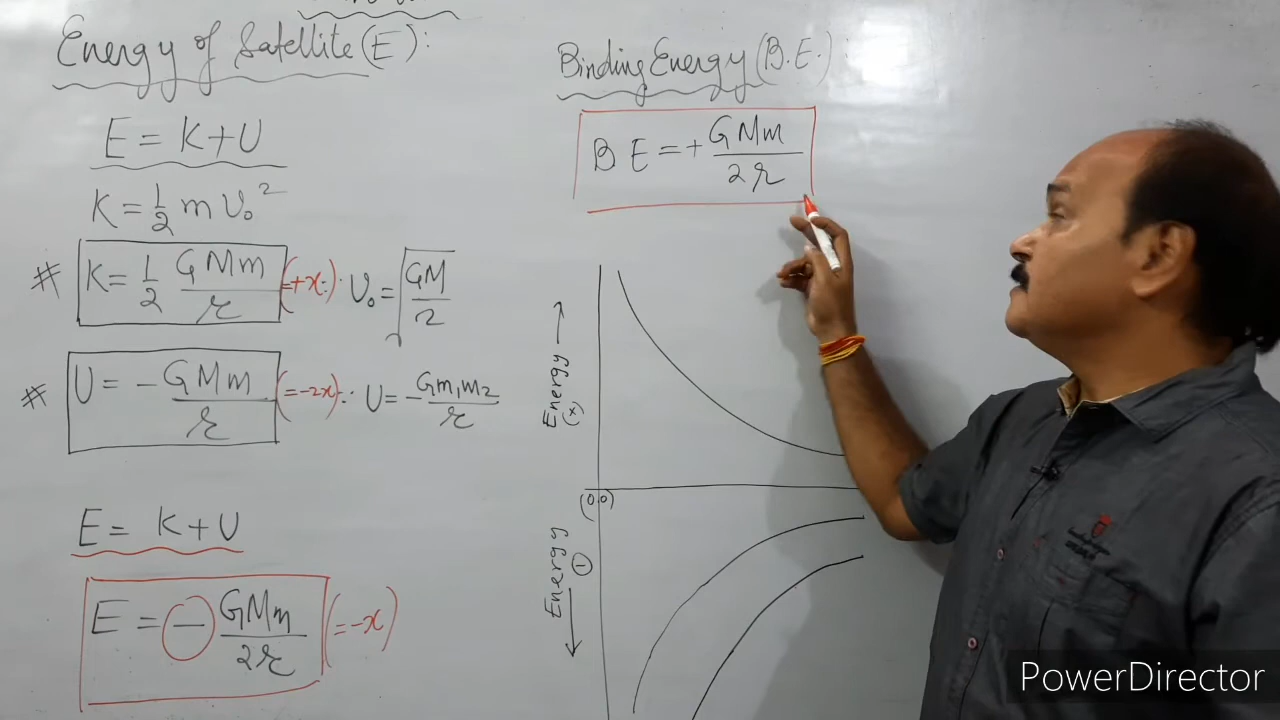 Energy of Satellite (E):
E = K+U
K = 1/2 m v₀²
# K = 1/2 GMm/r (=+x) ∵ v₀ = √GM/r
# U = - GMm/r (=-2x) ∵ U = - Gm₁m₂/r
E = K+U
E = - GMm/2r (=-x)
Binding Energy (B.E.):
B E = + GMm/2r
Energy → (+)
(0,0)
Energy → (-)
PowerDirector